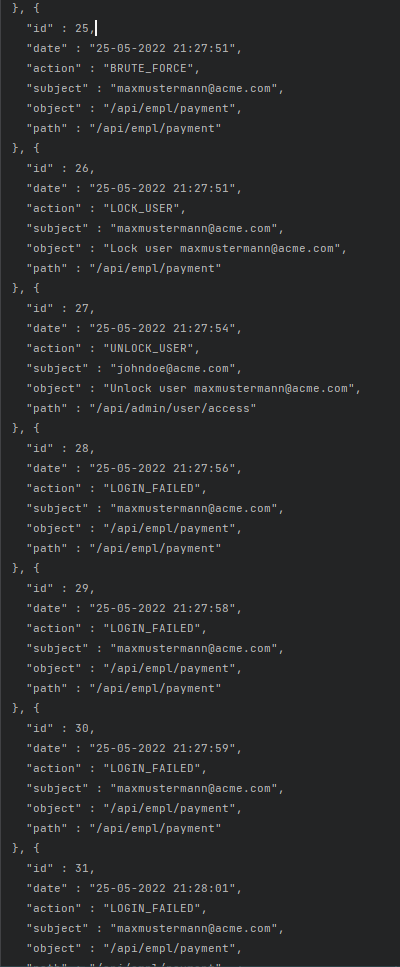 }, {
"id" : 25,
"date" : "25-05-2022 21:27:51",
"action" : "BRUTE_FORCE",
"subject" : "maxmustermann@acme.com",
"object" : "/api/empl/payment",
"path" : "/api/empl/payment"
}, {
"id" : 26,
"date" : "25-05-2022 21:27:51",
"action" : "LOCK_USER",
"subject" : "maxmustermann@acme.com",
"object" : "Lock user maxmustermann@acme.com",
"path" : "/api/empl/payment"
}, {
"id" : 27,
"date" : "25-05-2022 21:27:54",
"action" : "UNLOCK_USER",
"subject" : "johndoe@acme.com",
"object" : "Unlock user maxmustermann@acme.com",
"path" : "/api/admin/user/access"
}, {
"id" : 28,
"date" : "25-05-2022 21:27:56",
"action" : "LOGIN_FAILED",
"subject" : "maxmustermann@acme.com",
"object" : "/api/empl/payment",
"path" : "/api/empl/payment"
}, {
"id" : 29,
"date" : "25-05-2022 21:27:58",
"action" : "LOGIN_FAILED",
"subject" : "maxmustermann@acme.com",
"object" : "/api/empl/payment",
"path" : "/api/empl/payment"
}, {
"id" : 30,
"date" : "25-05-2022 21:27:59",
"action" : "LOGIN_FAILED",
"subject" : "maxmustermann@acme.com",
"object" : "/api/empl/payment",
"path" : "/api/empl/payment"
}, {
"id" : 31,
"date" : "25-05-2022 21:28:01",
"action" : "LOGIN_FAILED",
"subject" : "maxmustermann@acme.com",
"object" : "/api/empl/payment",